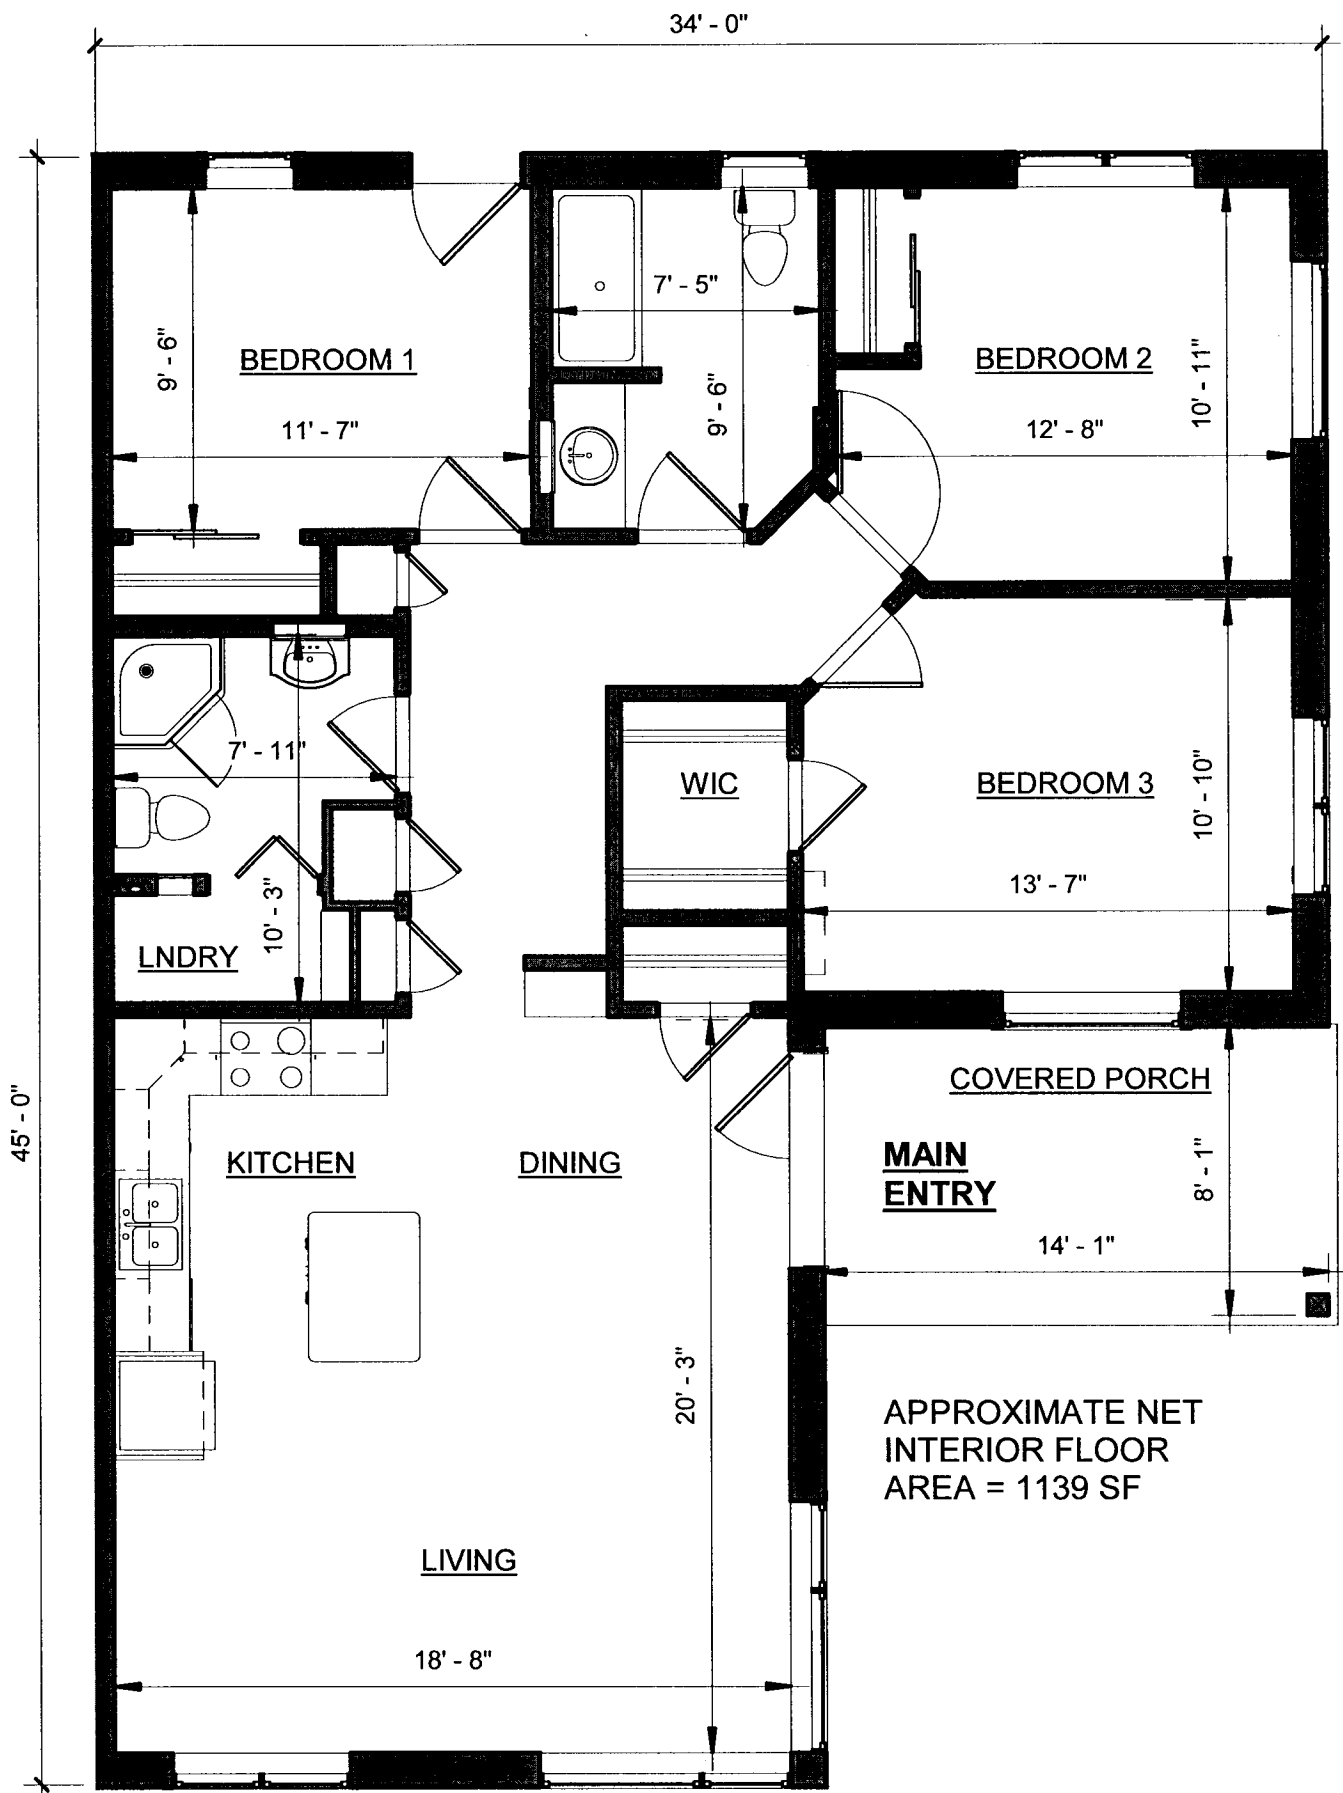 34' - 0"
7' - 5"
9' - 6"
BEDROOM 1
BEDROOM 2
10' - 11"
9' - 6"
11' - 7"
12' - 8"
7' - 11"
WIC
BEDROOM 3
10' - 10"
13' - 7"
10' - 3"
LNDRY
45' - 0"
COVERED PORCH
KITCHEN
DINING
MAIN
ENTRY
8' - 1"
14' - 1"
20' - 3"
APPROXIMATE NET
INTERIOR FLOOR
AREA = 1139 SF
LIVING
18' - 8"